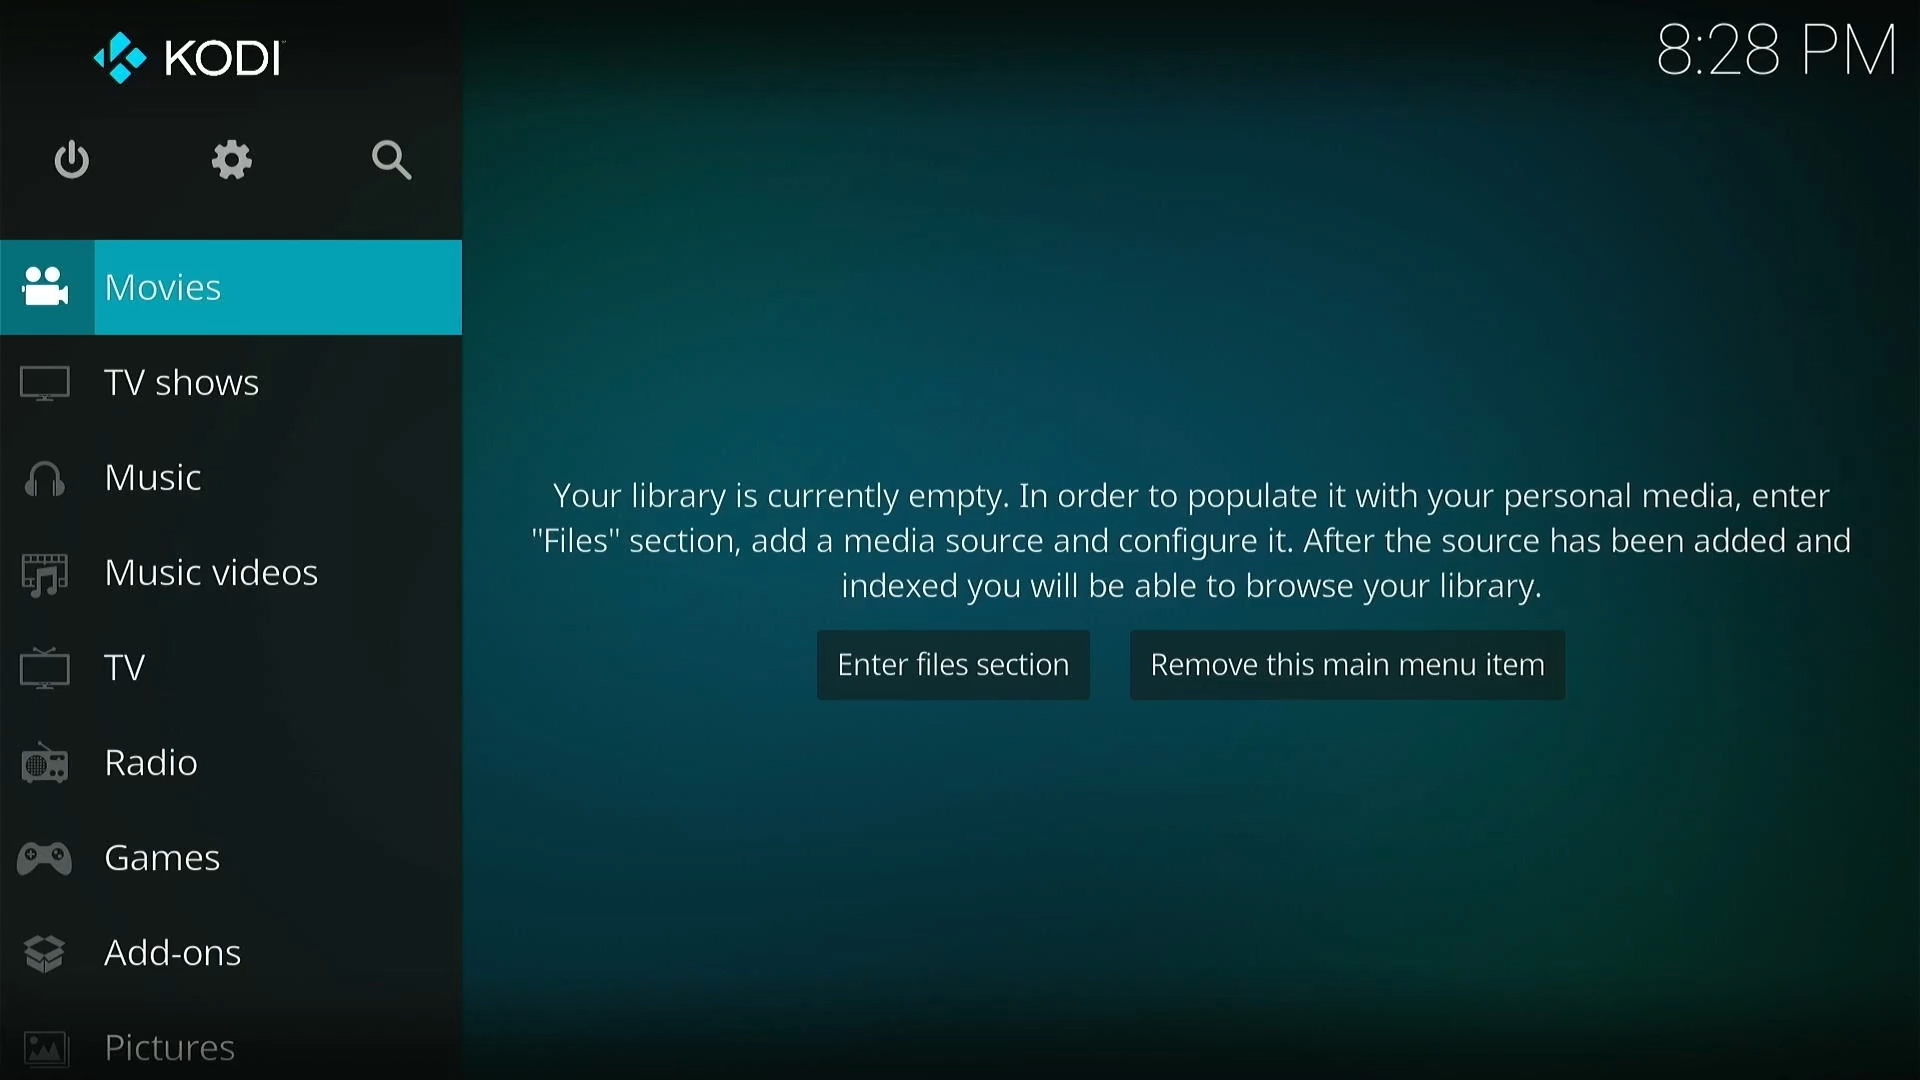 KODI
8:28 PM
Movies
TV shows
Music
Music videos
TV
Radio
Games
Add-ons
Pictures
Your library is currently empty. In order to populate it with your personal media, enter
"Files" section, add a media source and configure it. After the source has been added and
indexed you will be able to browse your library.
Enter files section
Remove this main menu item